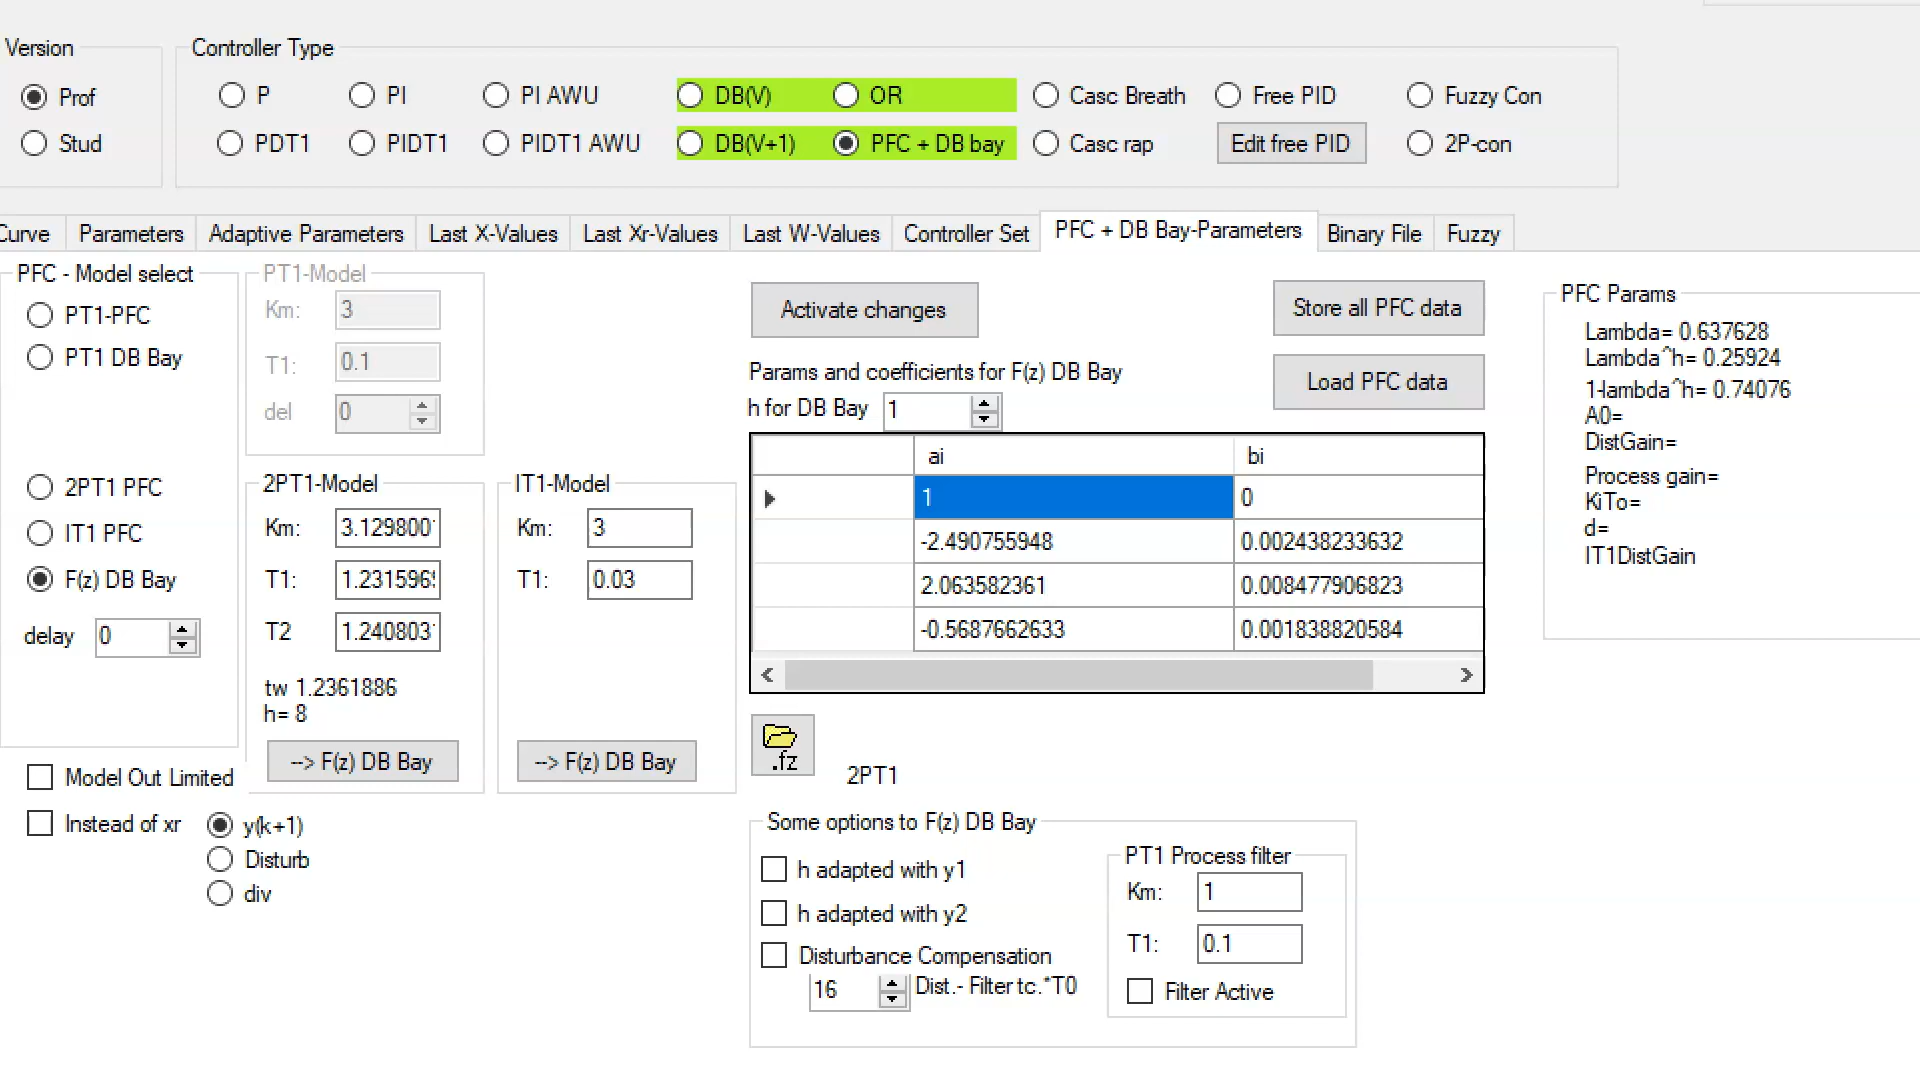 Version
Controller Type
Prof
P
PI
PI AWU
DB(V)
OR
Casc Breath
Free PID
Fuzzy Con
Stud
PDT1
PIDT1
PIDT1 AWU
DB(V+1)
PFC + DB bay
Casc rap
Edit free PID
2P-con
Curve
Parameters
Adaptive Parameters
Last X-Values
Last Xr-Values
Last W-Values
Controller Set
PFC + DB Bay-Parameters
Binary File
Fuzzy
PFC - Model select
PT1-PFC
PT1 DB Bay
2PT1 PFC
IT1 PFC
F(z) DB Bay
delay
0
Model Out Limited
Instead of xr
y(k+1)
Disturb
div
PT1-Model
Km: 3
T1: 0.1
del 0
2PT1-Model
Km: 3.129800
T1: 1.231596
T2 1.240803
tw 1.2361886
h= 8
--> F(z) DB Bay
IT1-Model
Km: 3
T1: 0.03
--> F(z) DB Bay
Activate changes
Store all PFC data
Load PFC data
Params and coefficients for F(z) DB Bay
h for DB Bay 1
ai bi
1 0
-2.490755948 0.002438233632
2.063582361 0.008477906823
-0.5687662633 0.001838820584
.fz
2PT1
Some options to F(z) DB Bay
h adapted with y1
h adapted with y2
Disturbance Compensation
16 Dist.- Filter tc.*T0
PT1 Process filter
Km: 1
T1: 0.1
Filter Active
PFC Params
Lambda= 0.637628
Lambda^h= 0.25924
1-lambda^h= 0.74076
A0=
DistGain=
Process gain=
KiTo=
d=
IT1DistGain